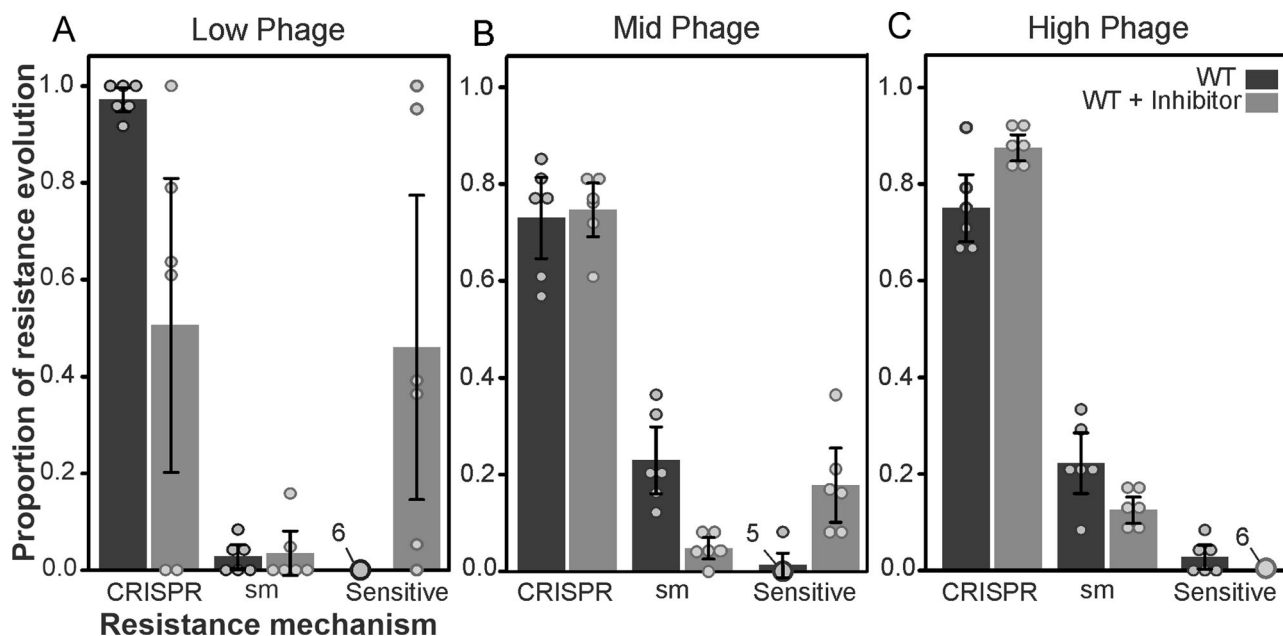 A Low Phage
Proportion of resistance evolution
1.0
0.8
0.6
0.4
0.2
0.0
6
CRISPR sm Sensitive
Resistance mechanism
B Mid Phage
1.0
0.8
0.6
0.4
0.2
0.0
5
CRISPR sm Sensitive
C High Phage
WT
WT + Inhibitor
1.0
0.8
0.6
0.4
0.2
0.0
6
CRISPR sm Sensitive